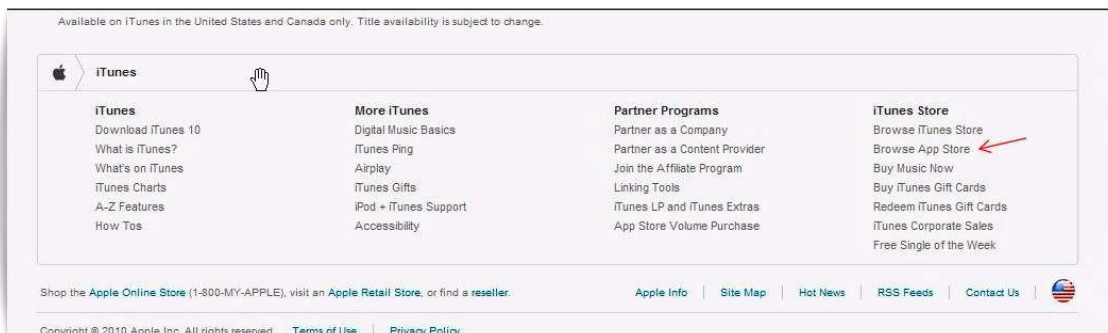 Available on iTunes in the United States and Canada only. Title availability is subject to change.
iTunes
iTunes
Download iTunes 10
What is iTunes?
What's on iTunes
iTunes Charts
A-Z Features
How Tos
More iTunes
Digital Music Basics
iTunes Ping
Airplay
iTunes Gifts
iPod + iTunes Support
Accessibility
Partner Programs
Partner as a Company
Partner as a Content Provider
Join the Affiliate Program
Linking Tools
iTunes LP and iTunes Extras
App Store Volume Purchase
iTunes Store
Browse iTunes Store
Browse App Store
Buy Music Now
Buy iTunes Gift Cards
Redeem iTunes Gift Cards
iTunes Corporate Sales
Free Single of the Week
Shop the Apple Online Store (1-800-MY-APPLE), visit an Apple Retail Store, or find a reseller.
Apple Info | Site Map | Hot News | RSS Feeds | Contact Us |
Copyright © 2010 Apple Inc. All rights reserved. Terms of Use | Privacy Policy